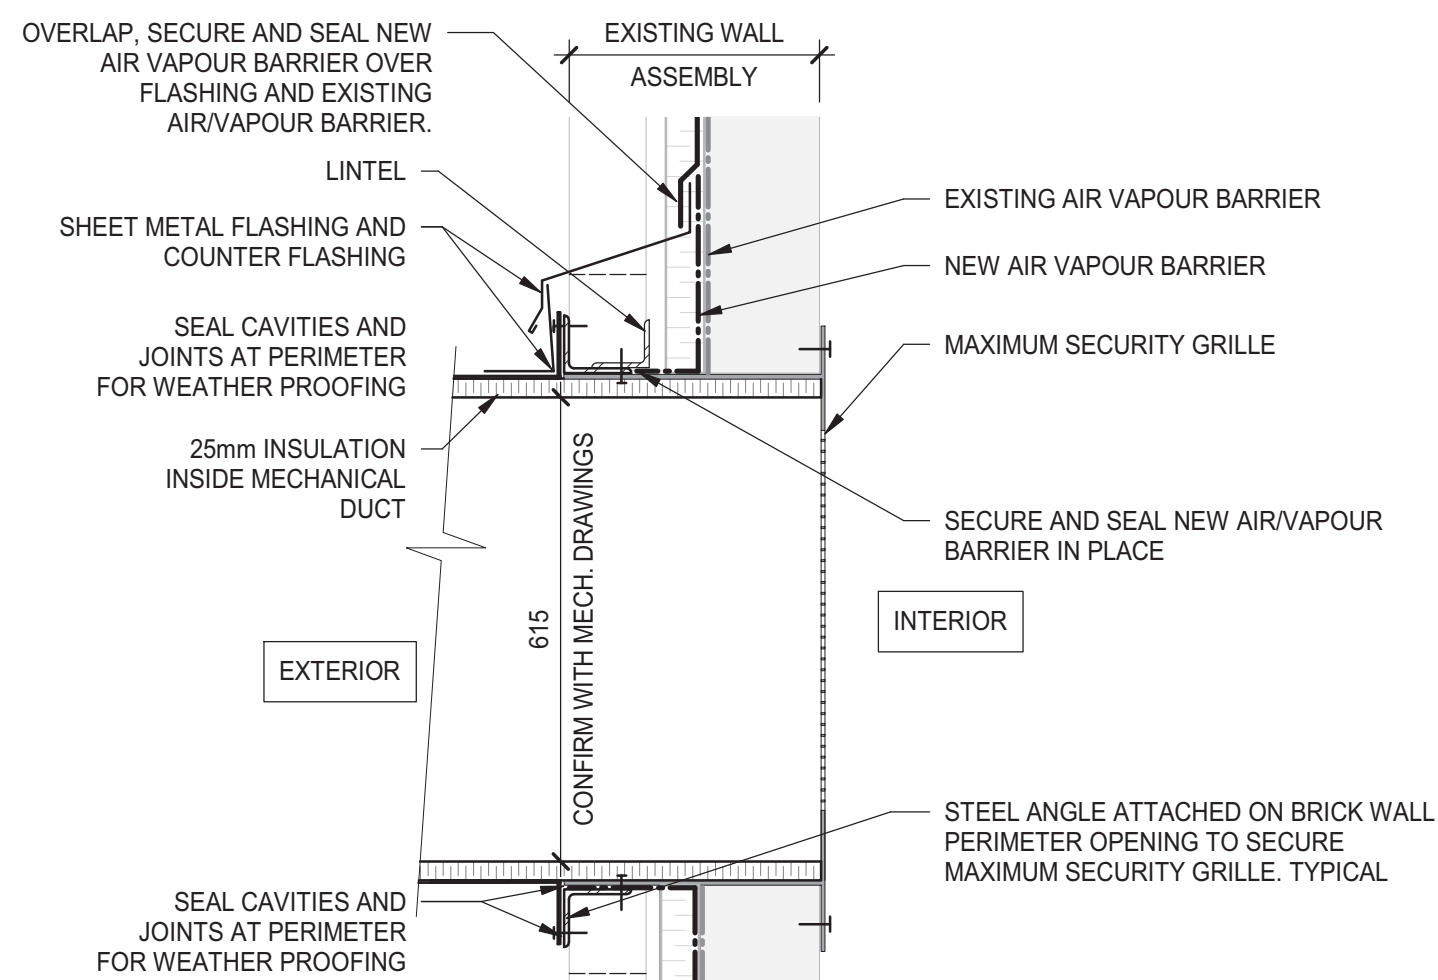 OVERLAP, SECURE AND SEAL NEW
AIR VAPOUR BARRIER OVER
FLASHING AND EXISTING
AIR/VAPOUR BARRIER.
EXISTING WALL
ASSEMBLY
LINTEL
SHEET METAL FLASHING AND
COUNTER FLASHING
SEAL CAVITIES AND
JOINTS AT PERIMETER
FOR WEATHER PROOFING
25mm INSULATION
INSIDE MECHANICAL
DUCT
EXISTING AIR VAPOUR BARRIER
NEW AIR VAPOUR BARRIER
MAXIMUM SECURITY GRILLE
SECURE AND SEAL NEW AIR/VAPOUR
BARRIER IN PLACE
615
CONFIRM WITH MECH. DRAWINGS
INTERIOR
EXTERIOR
STEEL ANGLE ATTACHED ON BRICK WALL
PERIMETER OPENING TO SECURE
MAXIMUM SECURITY GRILLE. TYPICAL
SEAL CAVITIES AND
JOINTS AT PERIMETER
FOR WEATHER PROOFING